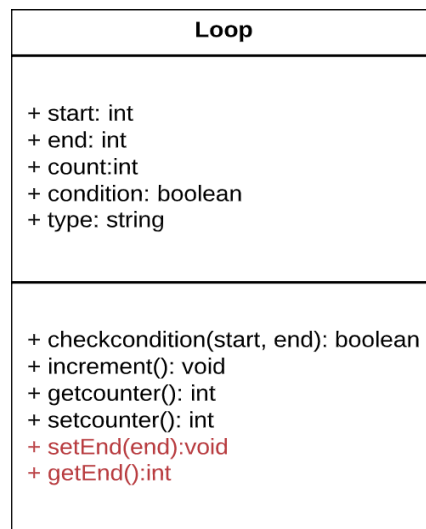 Loop
+ start: int
+ end: int
+ count:int
+ condition: boolean
+ type: string
+ checkcondition(start, end): boolean
+ increment(): void
+ getcounter(): int
+ setcounter(): int
+ setEnd(end):void
+ getEnd():int